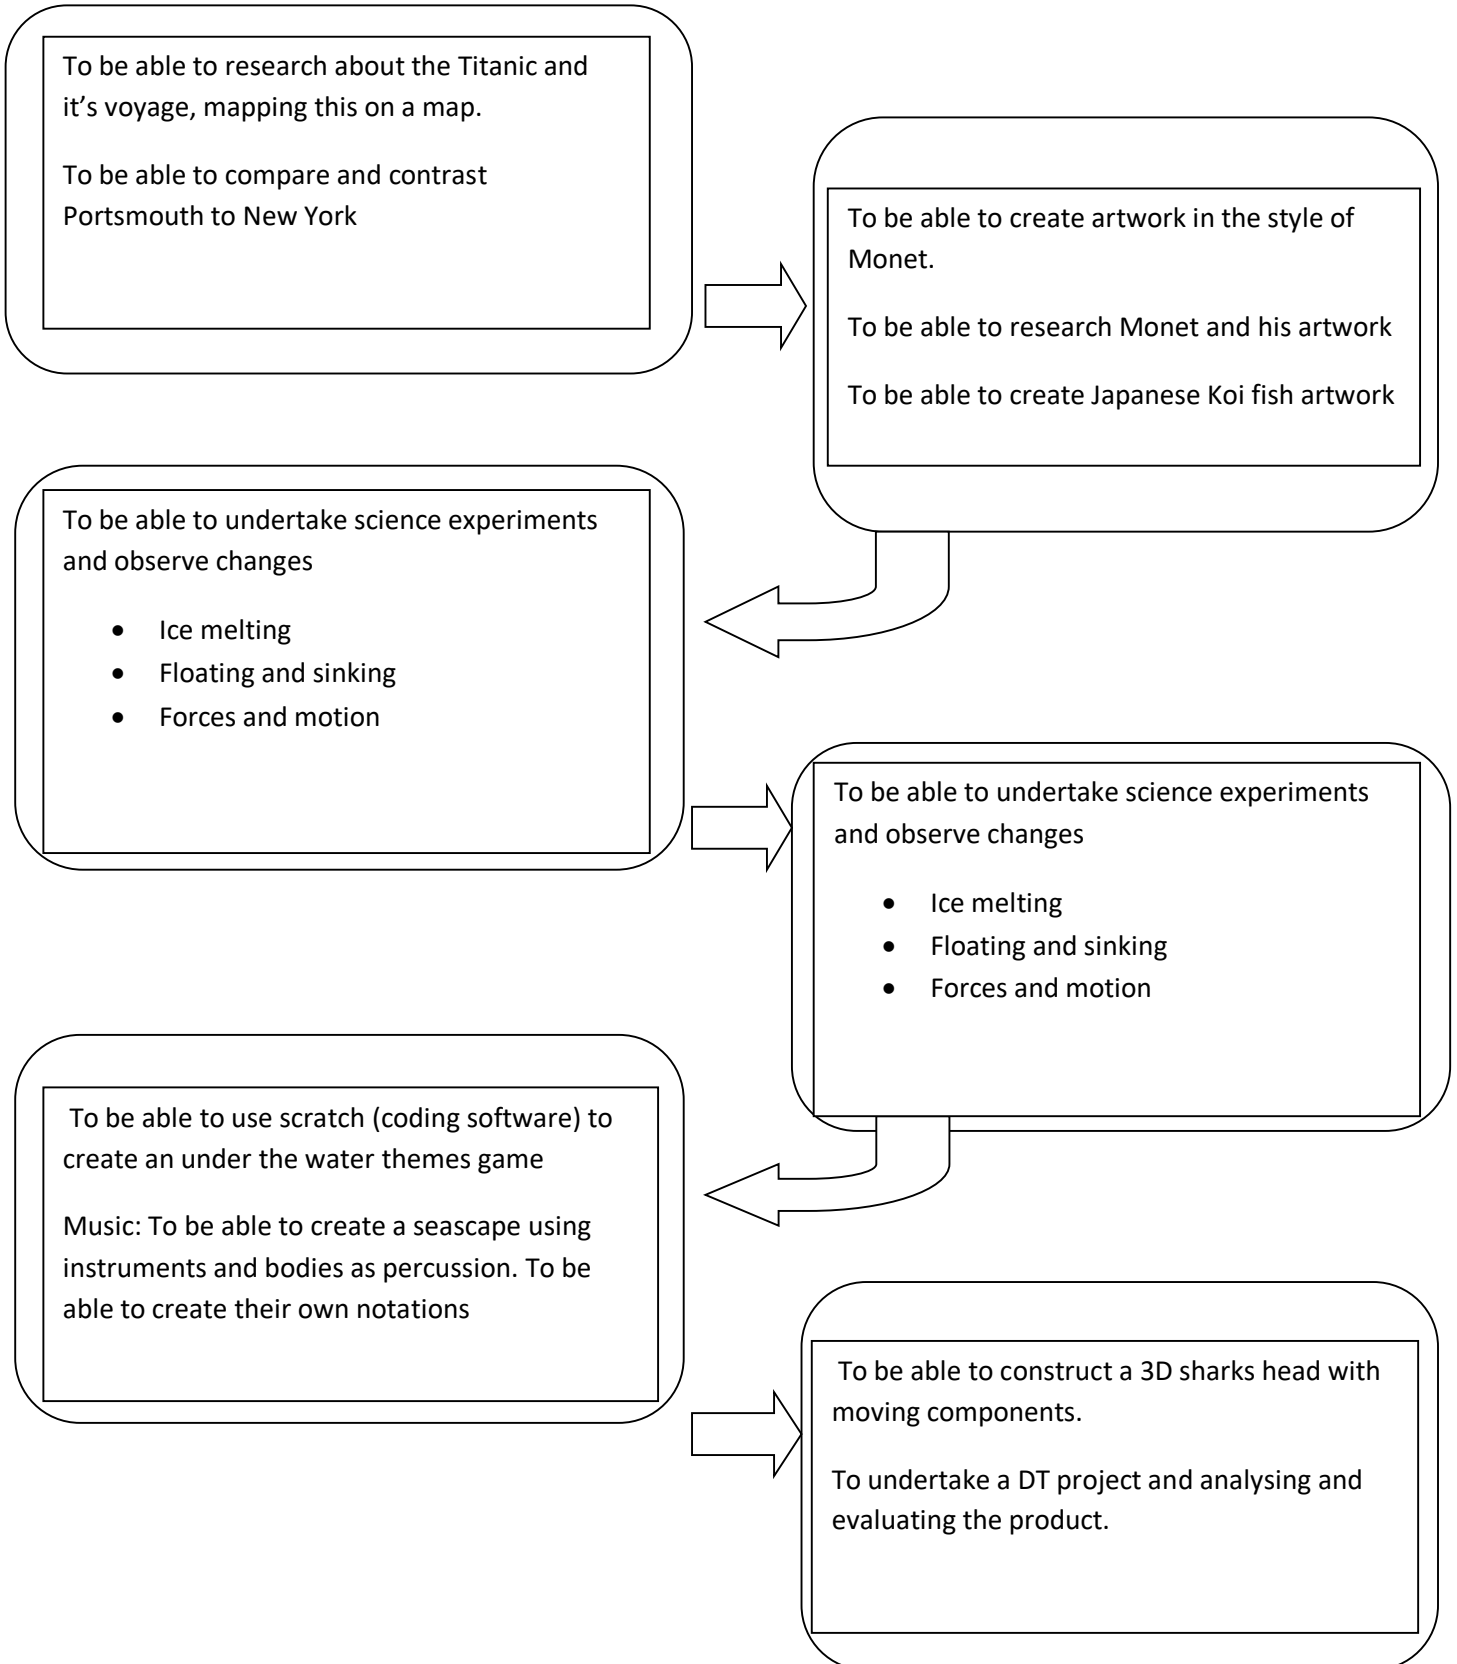 To be able to research about the Titanic and
it’s voyage, mapping this on a map.
To be able to compare and contrast
Portsmouth to New York
To be able to create artwork in the style of
Monet.
To be able to research Monet and his artwork
To be able to create Japanese Koi fish artwork
To be able to undertake science experiments
and observe changes
• Ice melting
• Floating and sinking
• Forces and motion
To be able to undertake science experiments
and observe changes
• Ice melting
• Floating and sinking
• Forces and motion
To be able to use scratch (coding software) to
create an under the water themes game
Music: To be able to create a seascape using
instruments and bodies as percussion. To be
able to create their own notations
To be able to construct a 3D sharks head with
moving components.
To undertake a DT project and analysing and
evaluating the product.